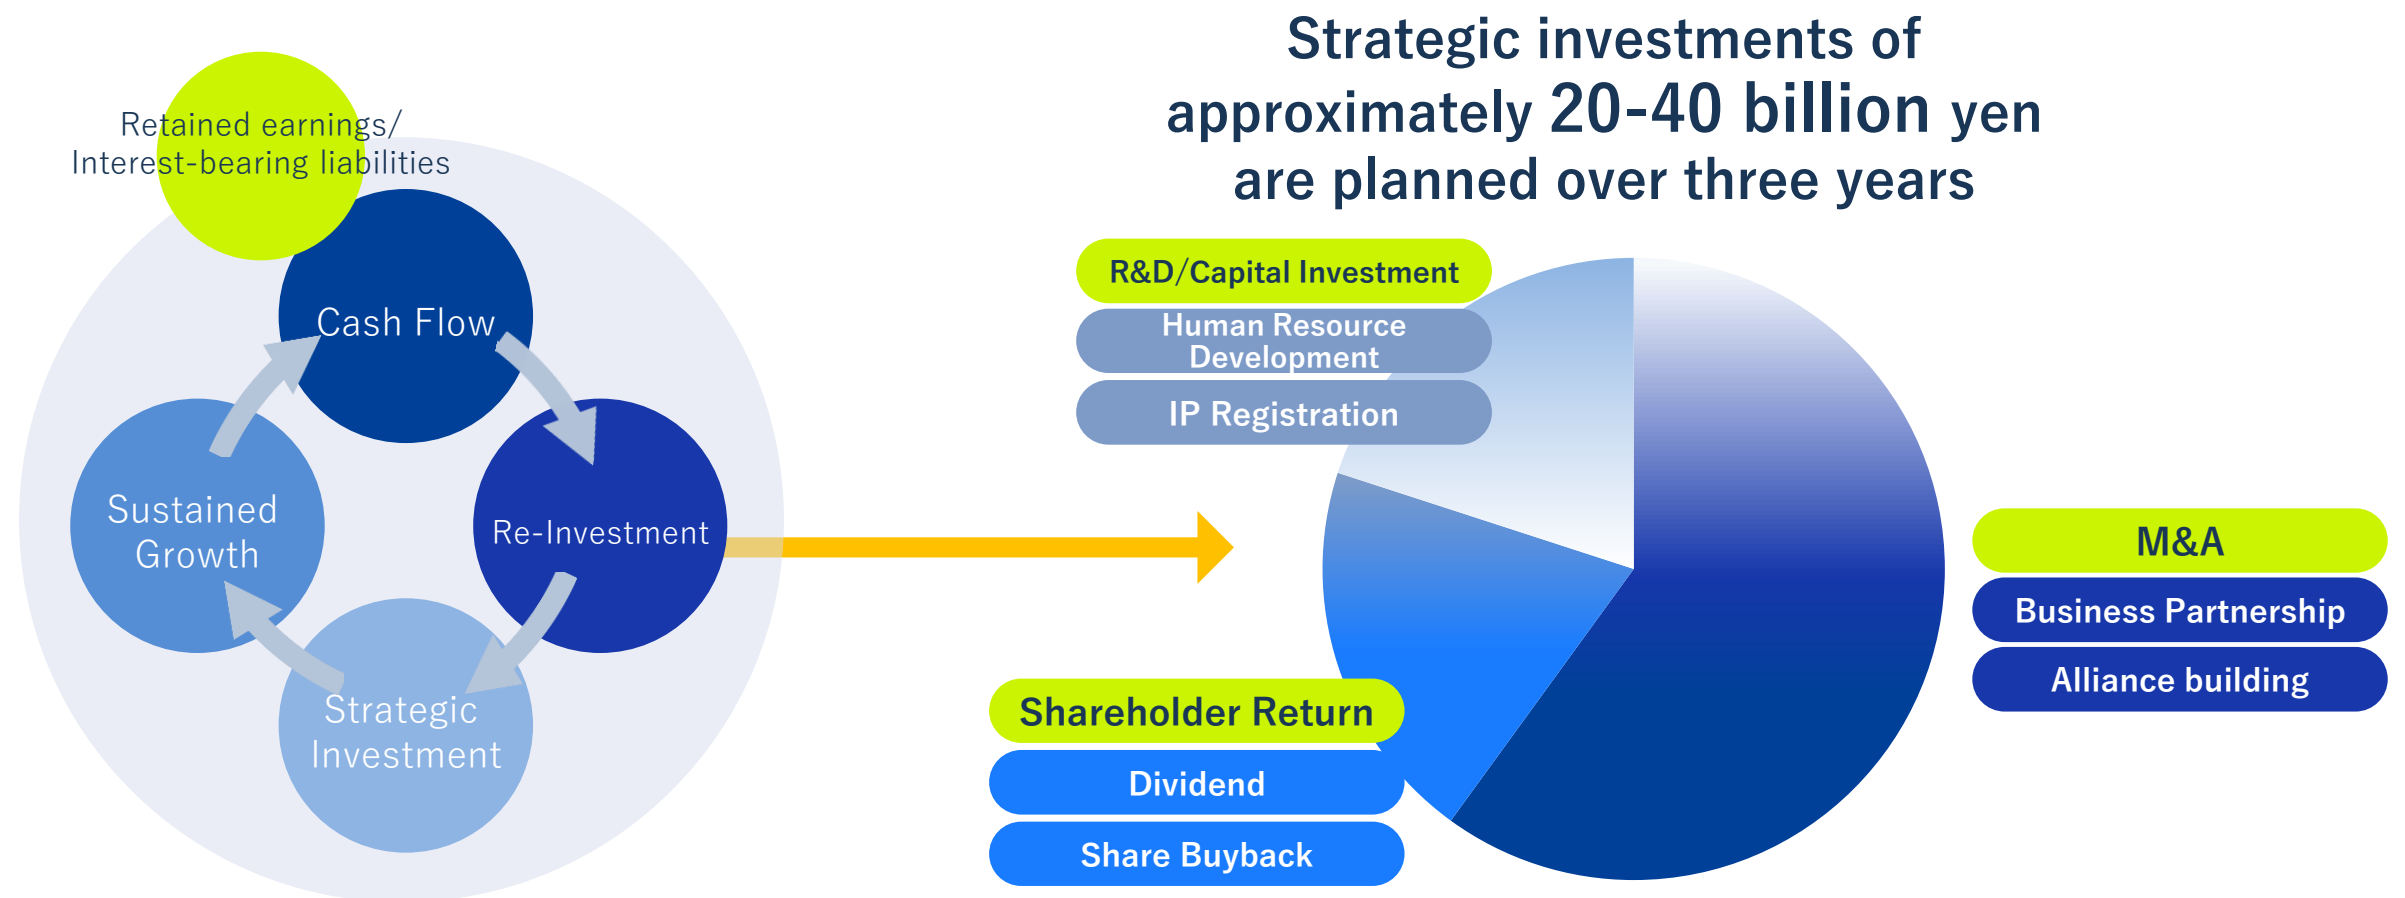 Strategic investments of
approximately 20-40 billion yen
are planned over three years
Retained earnings/
Interest-bearing liabilities
Cash Flow
Re-Investment
Strategic
Investment
Sustained
Growth
R&D/Capital Investment
Human Resource
Development
IP Registration
M&A
Business Partnership
Alliance building
Shareholder Return
Dividend
Share Buyback